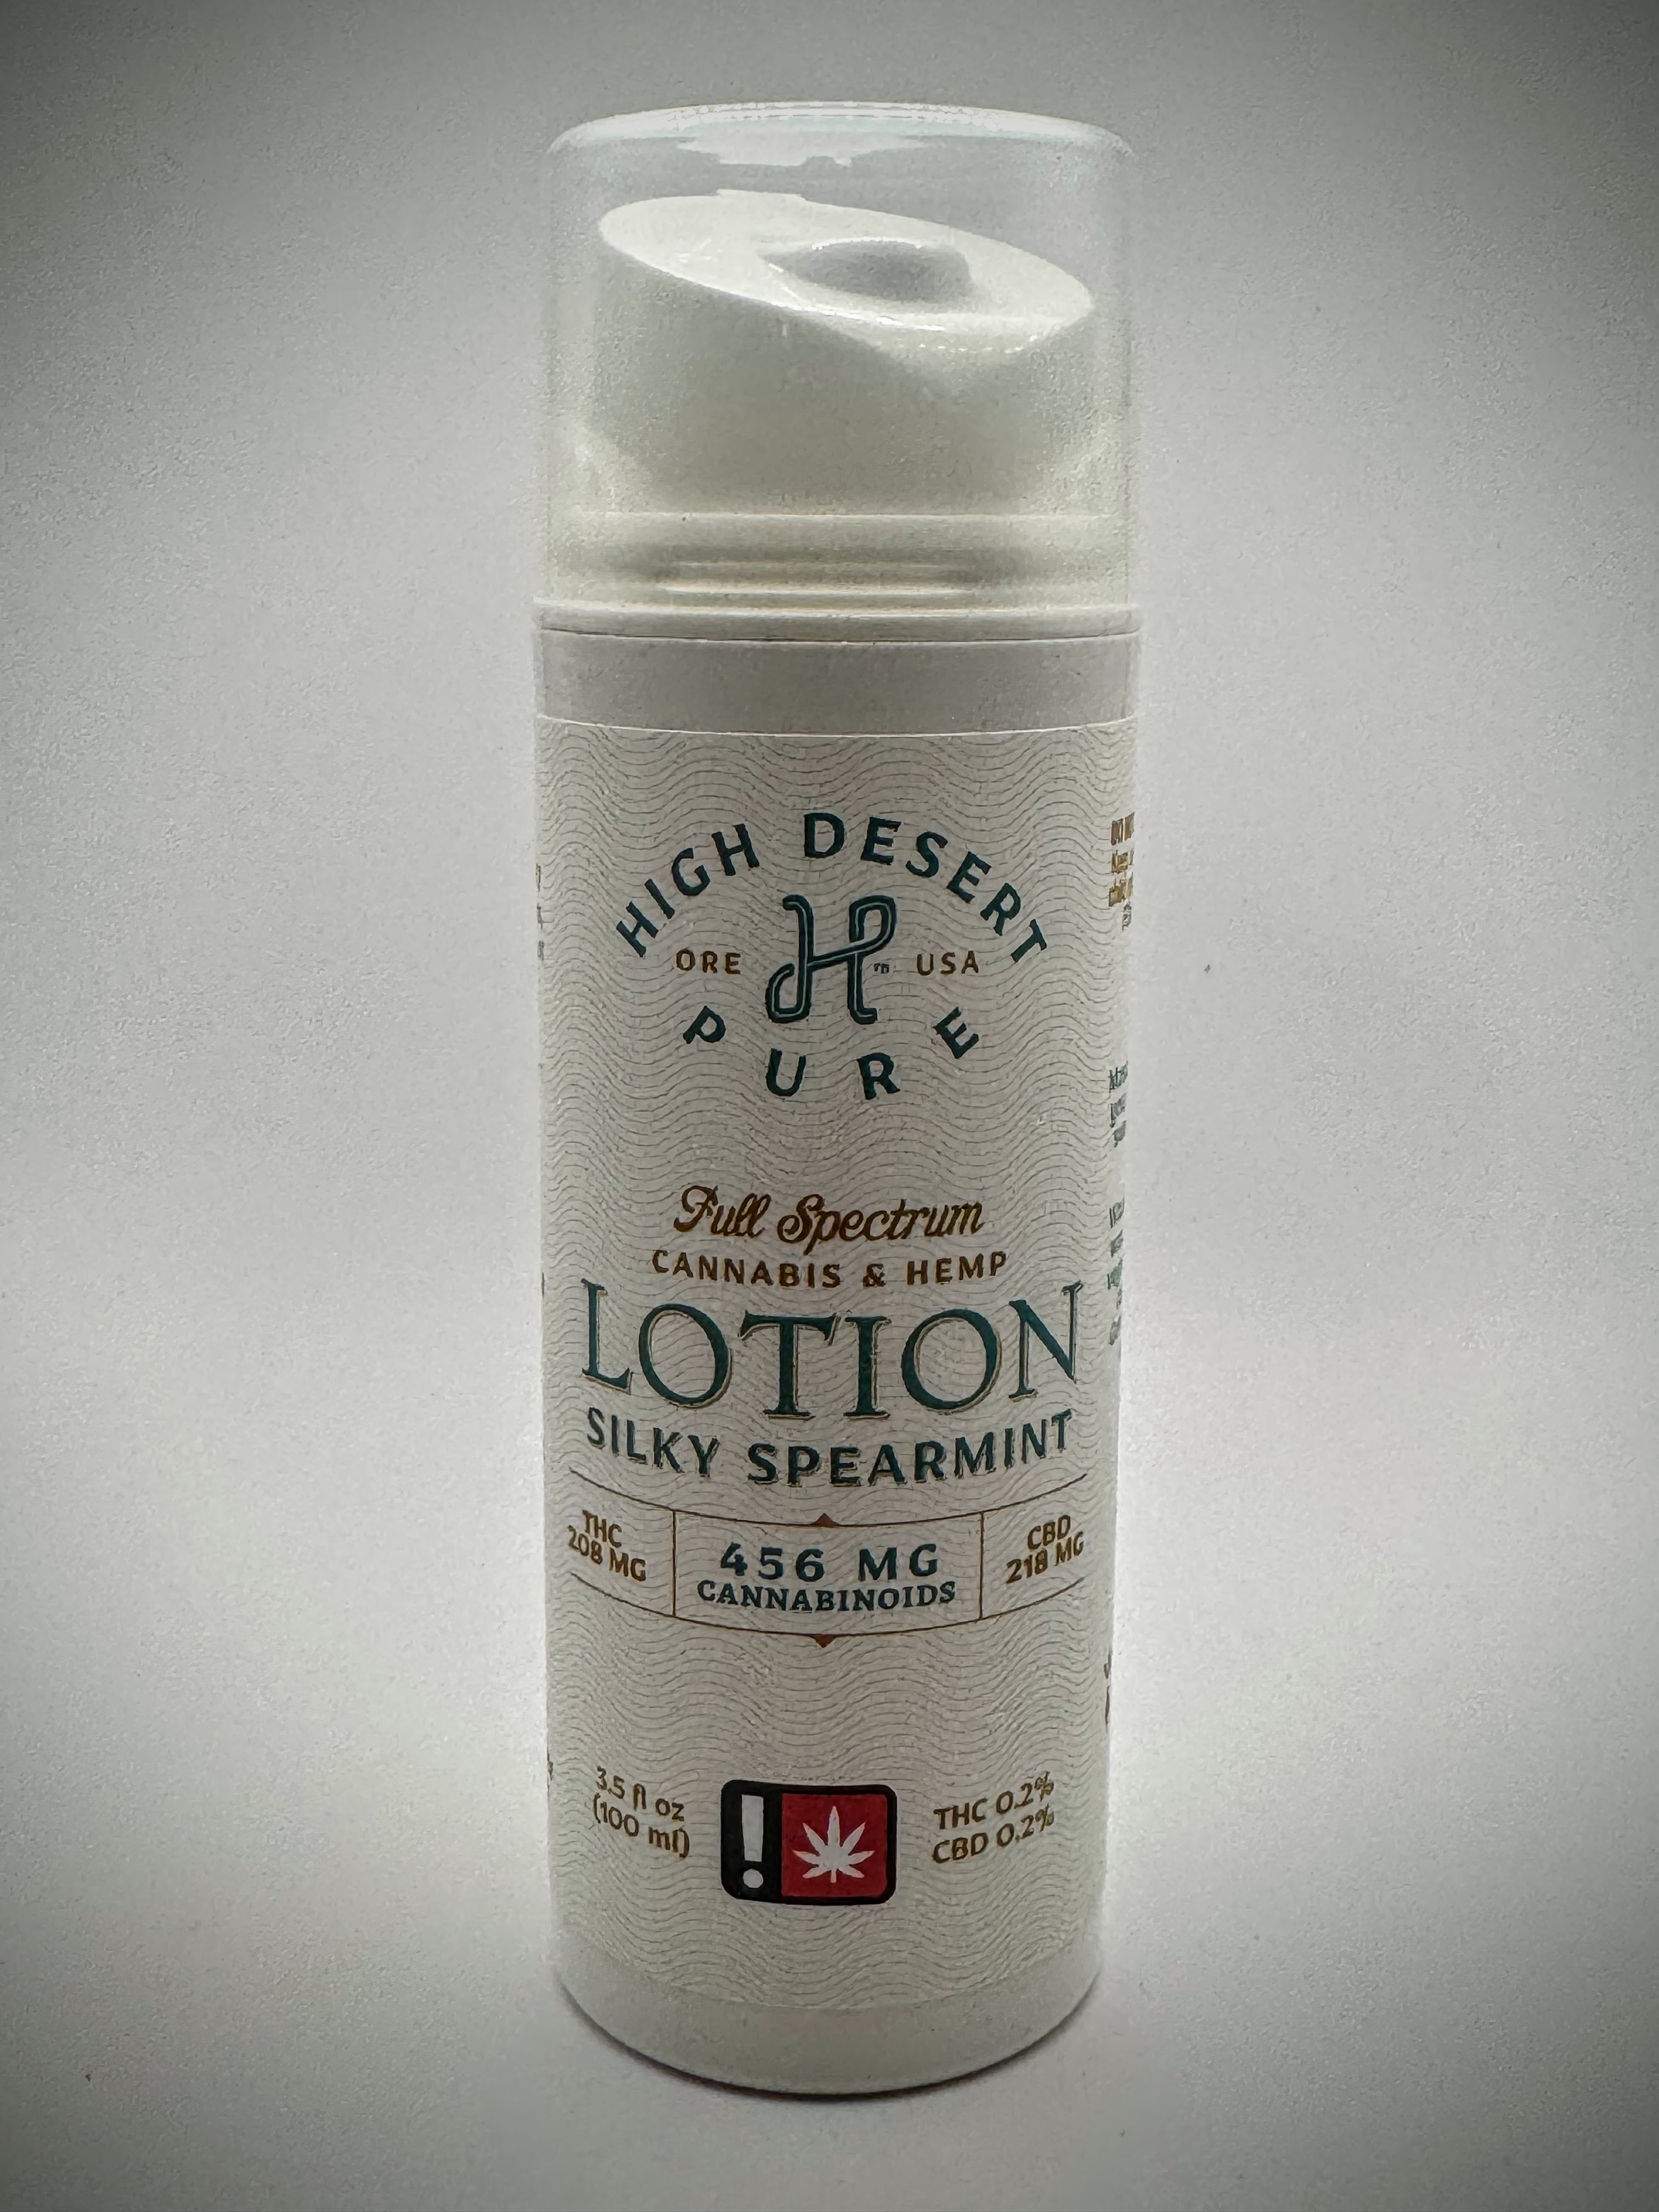 HIGH DESERT
ORE H ™ USA
PURE
Full Spectrum
CANNABIS & HEMP
LOTION
SILKY SPEARMINT
THC
208 MG
456 MG
CANNABINOIDS
CBD
218 MG
3.5 fl oz
(100 ml)
!
THC 0.2%
CBD 0.2%